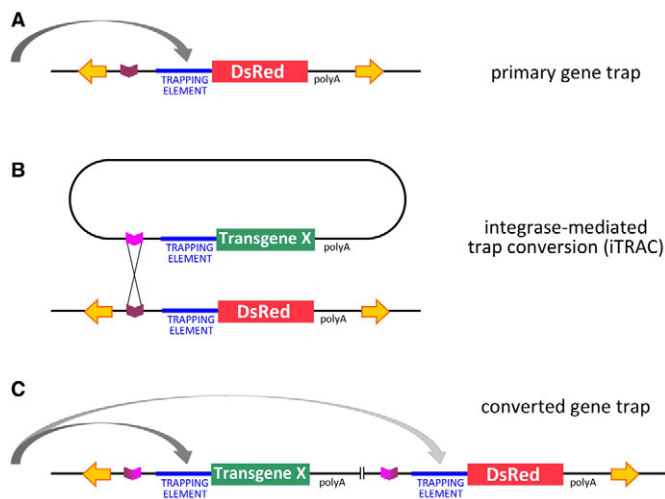 A
DsRed
TRAPPING
ELEMENT
polyA
primary gene trap
B
Transgene X
TRAPPING
ELEMENT
polyA
integrase-mediated
trap conversion (iTRAC)
DsRed
TRAPPING
ELEMENT
polyA
C
converted gene trap
Transgene X
TRAPPING
ELEMENT
polyA
DsRed
TRAPPING
ELEMENT
polyA